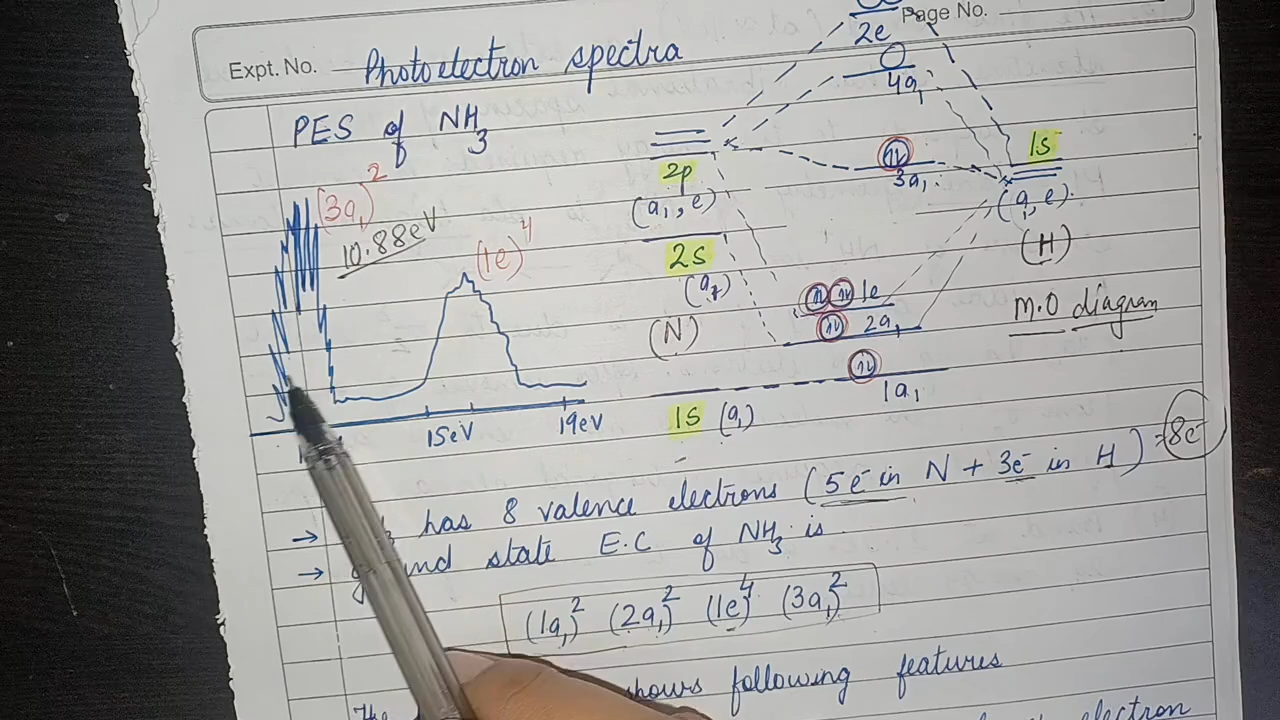 Page No.
Expt. No. Photoelectron spectra
PES of NH3
(3a1)2
10.88eV
(1e)4
15eV
19eV
2e
4a1
1s
2p
3a1
(a1, e)
(a1, e)
(H)
2s
(a1)
(N)
1e
2a1
M.O diagram
1a1
1s (a1)
→ has 8 valence electrons (5e- in N + 3e- in H) = 8e-
→ ground state E.C of NH3 is
(1a1)2 (2a1)2 (1e)4 (3a1)2
The shows following features
electron